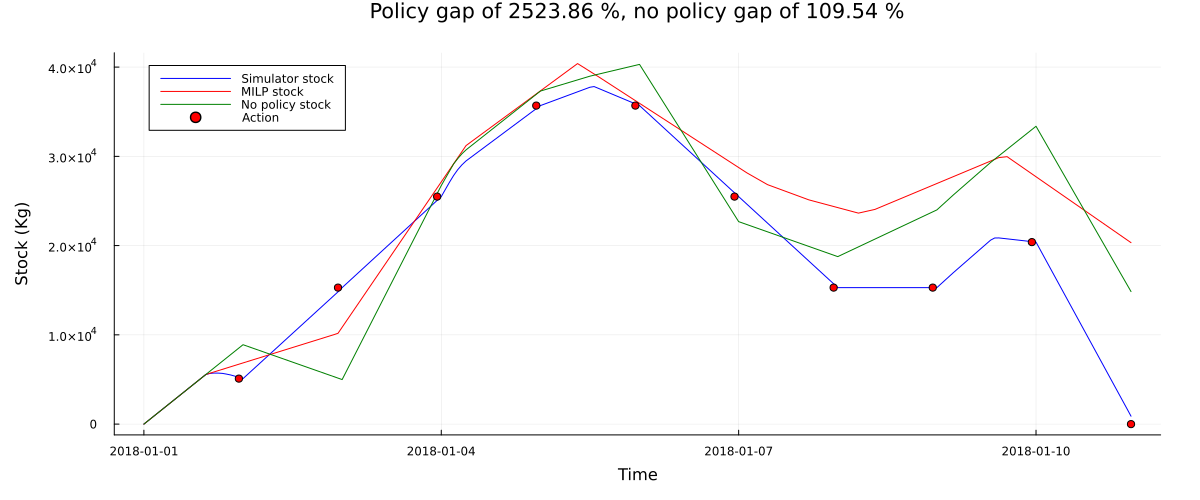 Policy gap of 2523.86 %, no policy gap of 109.54 %
Simulator stock
MILP stock
No policy stock
Action
4.0×10⁴
3.0×10⁴
2.0×10⁴
1.0×10⁴
0
Stock (Kg)
2018-01-01 2018-01-04 2018-01-07 2018-01-10
Time